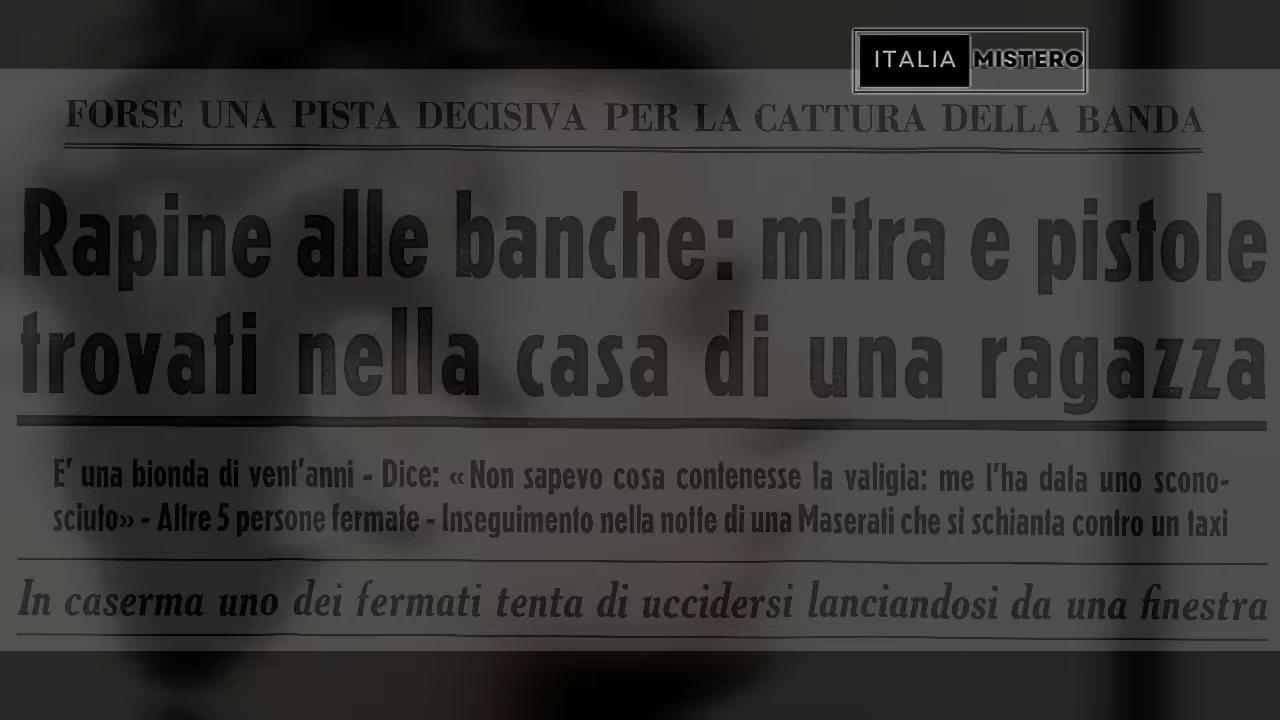 ITALIA MISTERO
FORSE UNA PISTA DECISIVA PER LA CATTURA DELLA BANDA
Rapine alle banche: mitra e pistole
trovati nella casa di una ragazza
E' una bionda di vent'anni - Dice: «Non sapevo cosa contenesse la valigia: me l'ha data uno scono-
sciuto» - Altre 5 persone fermate - Inseguimento nella notte di una Maserati che si schianta contro un taxi
In caserma uno dei fermati tenta di uccidersi lanciandosi da una finestra